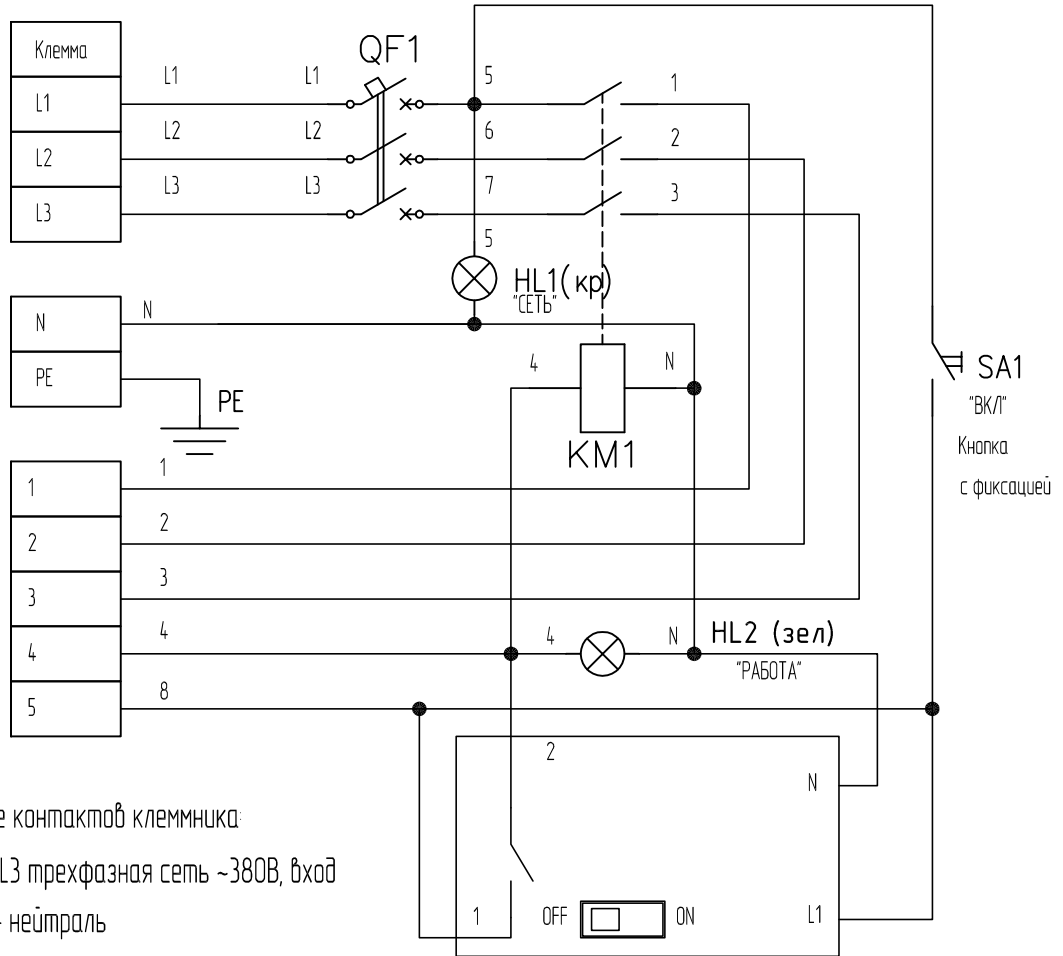 Клемма
QF1
L1 L1 L1 5 1
L2 L2 L2 6 2
L3 L3 L3 7 3
5
HL1(кр)
"СЕТЬ"
N N
4 N
PE
PE
KM1
SA1
"ВКЛ"
Кнопка
с фиксацией
1 1
2 2
3 3
4 4 4 N HL2 (зел)
"РАБОТА"
5 8
2
N
е контактов клеммника:
L3 трехфазная сеть ~380В, вход
- нейтраль
1 OFF ON L1